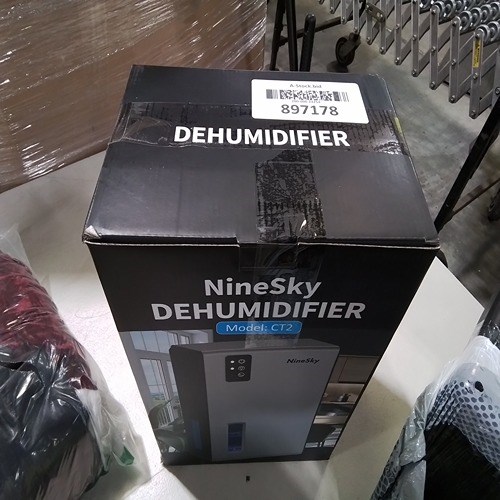 897178
DEHUMIDIFIER
NineSky
DEHUMIDIFIER
Model: CT2
NineSky